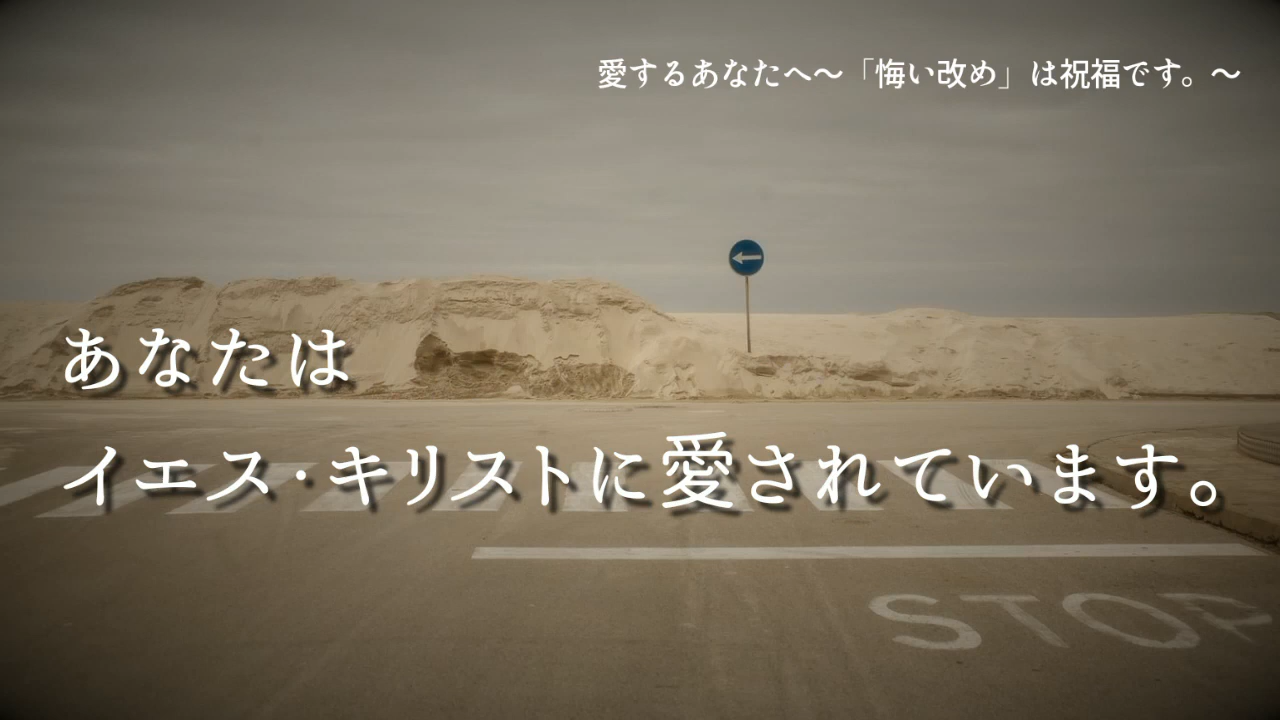 愛するあなたへ〜「悔い改め」は祝福です。〜
あなたは
イエス・キリストに愛されています。
STOP